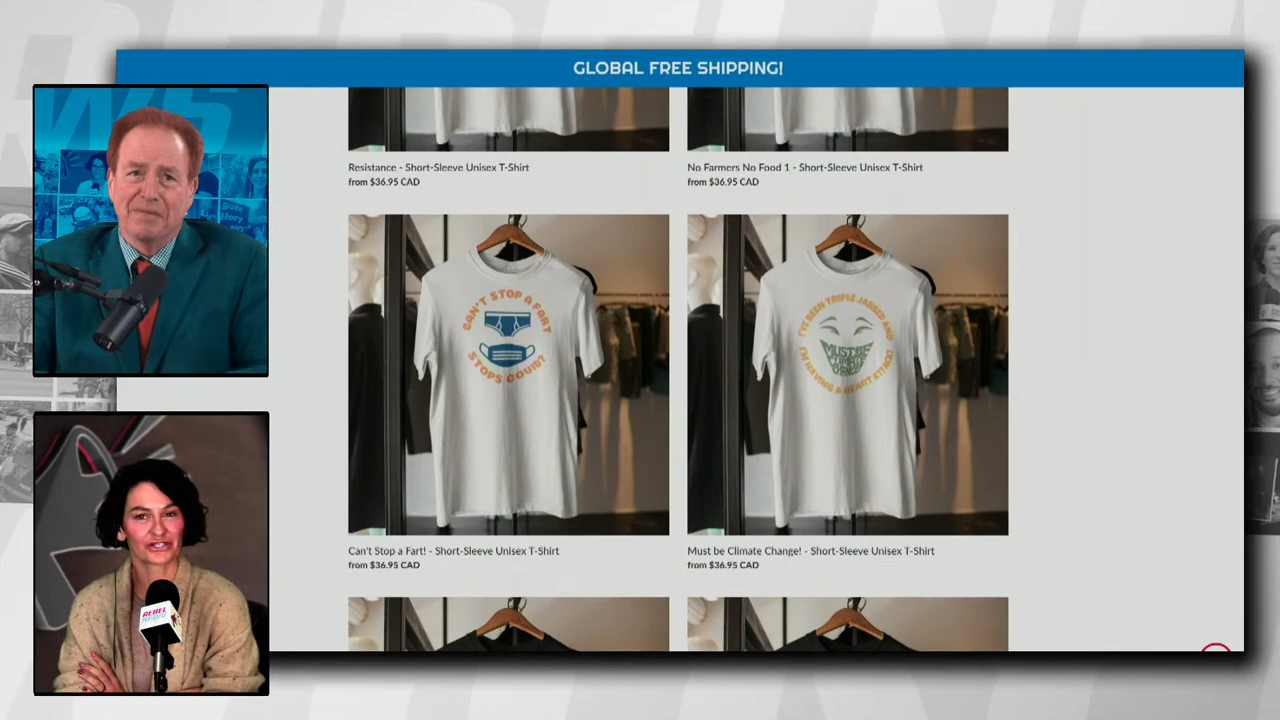 GLOBAL FREE SHIPPING!
Resistance - Short-Sleeve Unisex T-Shirt
from $36.95 CAD
No Farmers No Food 1 - Short-Sleeve Unisex T-Shirt
from $36.95 CAD
CAN'T STOP A FART
STOPS COVID?
I'VE BEEN TRIPLE JABBED AND
I'M HAVING A HEART ATTACK!
MUST BE
CLIMATE
CHANGE!
Can't Stop a Fart! - Short-Sleeve Unisex T-Shirt
from $36.95 CAD
Must be Climate Change! - Short-Sleeve Unisex T-Shirt
from $36.95 CAD
REBEL
NEWS